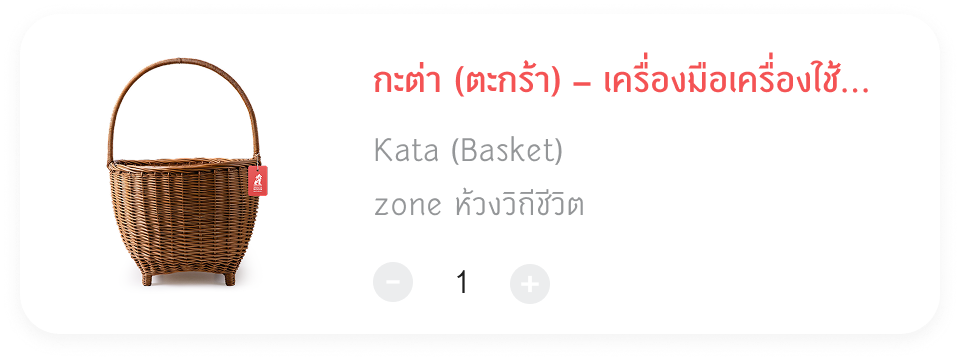 กะต่า (ตะกร้า) – เครื่องมือเครื่องใช้...
Kata (Basket)
zone ห้วงวิถีชีวิต
1